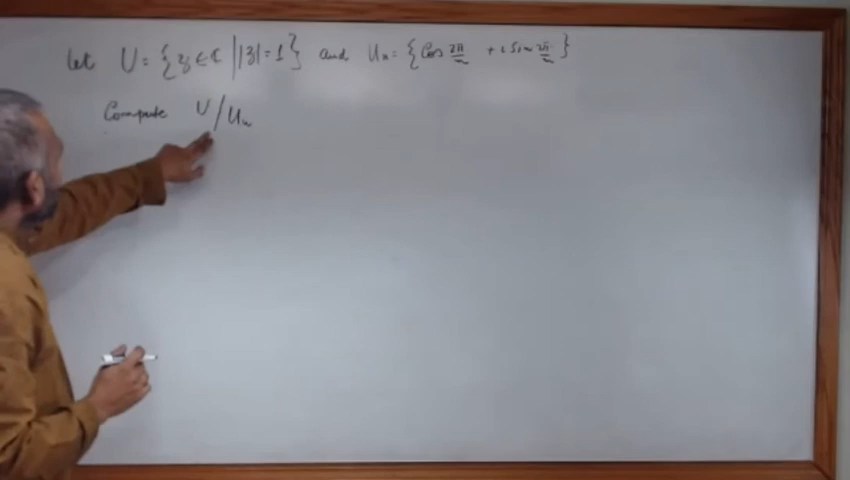 let U = {z ∈ ℂ | |z| = 1} and Uₙ = {Cos 2π/n + i Sin 2π/n}
Compute U/Uₙ